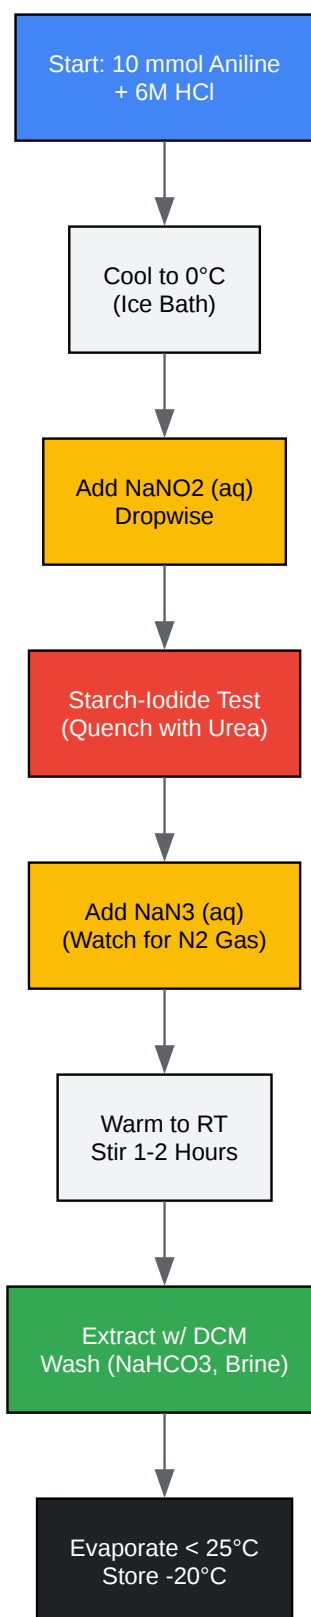 Start: 10 mmol Aniline
+ 6M HCl
Cool to 0°C
(Ice Bath)
Add NaNO2 (aq)
Dropwise
Starch-Iodide Test
(Quench with Urea)
Add NaN3 (aq)
(Watch for N2 Gas)
Warm to RT
Stir 1-2 Hours
Extract w/ DCM
Wash (NaHCO3, Brine)
Evaporate < 25°C
Store -20°C